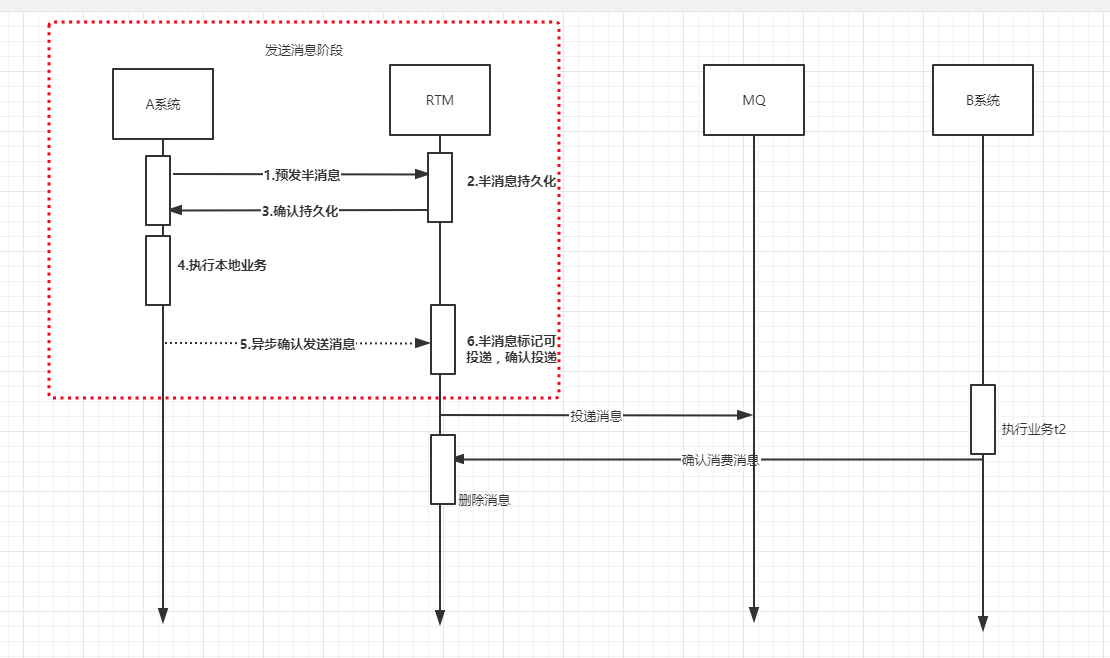 发送消息阶段
A系统
RTM
MQ
B系统
1.预发半消息
2.半消息持久化
3.确认持久化
4.执行本地业务
5.异步确认发送消息
6.半消息标记可
投递，确认投递
投递消息
执行业务t2
确认消费消息
删除消息